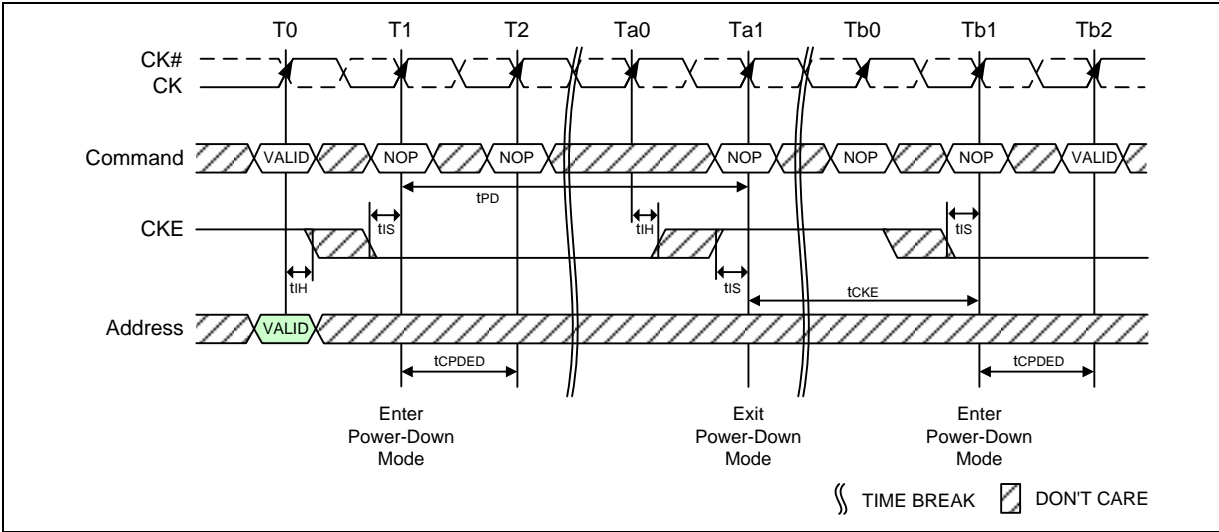 T0 T1 T2 Ta0 Ta1 Tb0 Tb1 Tb2
CK#
CK
Command VALID NOP NOP NOP NOP NOP VALID
tPD
CKE tIS tIH tIS
tIH tIS tCKE
Address VALID
tCPDED tCPDED
Enter
Power-Down
Mode
Exit
Power-Down
Mode
Enter
Power-Down
Mode
TIME BREAK DON'T CARE